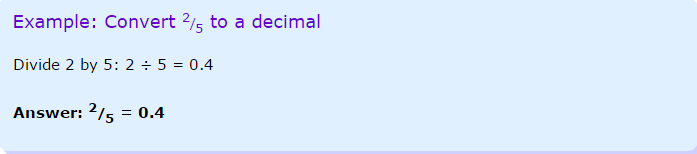 Example: Convert 2/5 to a decimal
Divide 2 by 5: 2 ÷ 5 = 0.4
Answer: 2/5 = 0.4